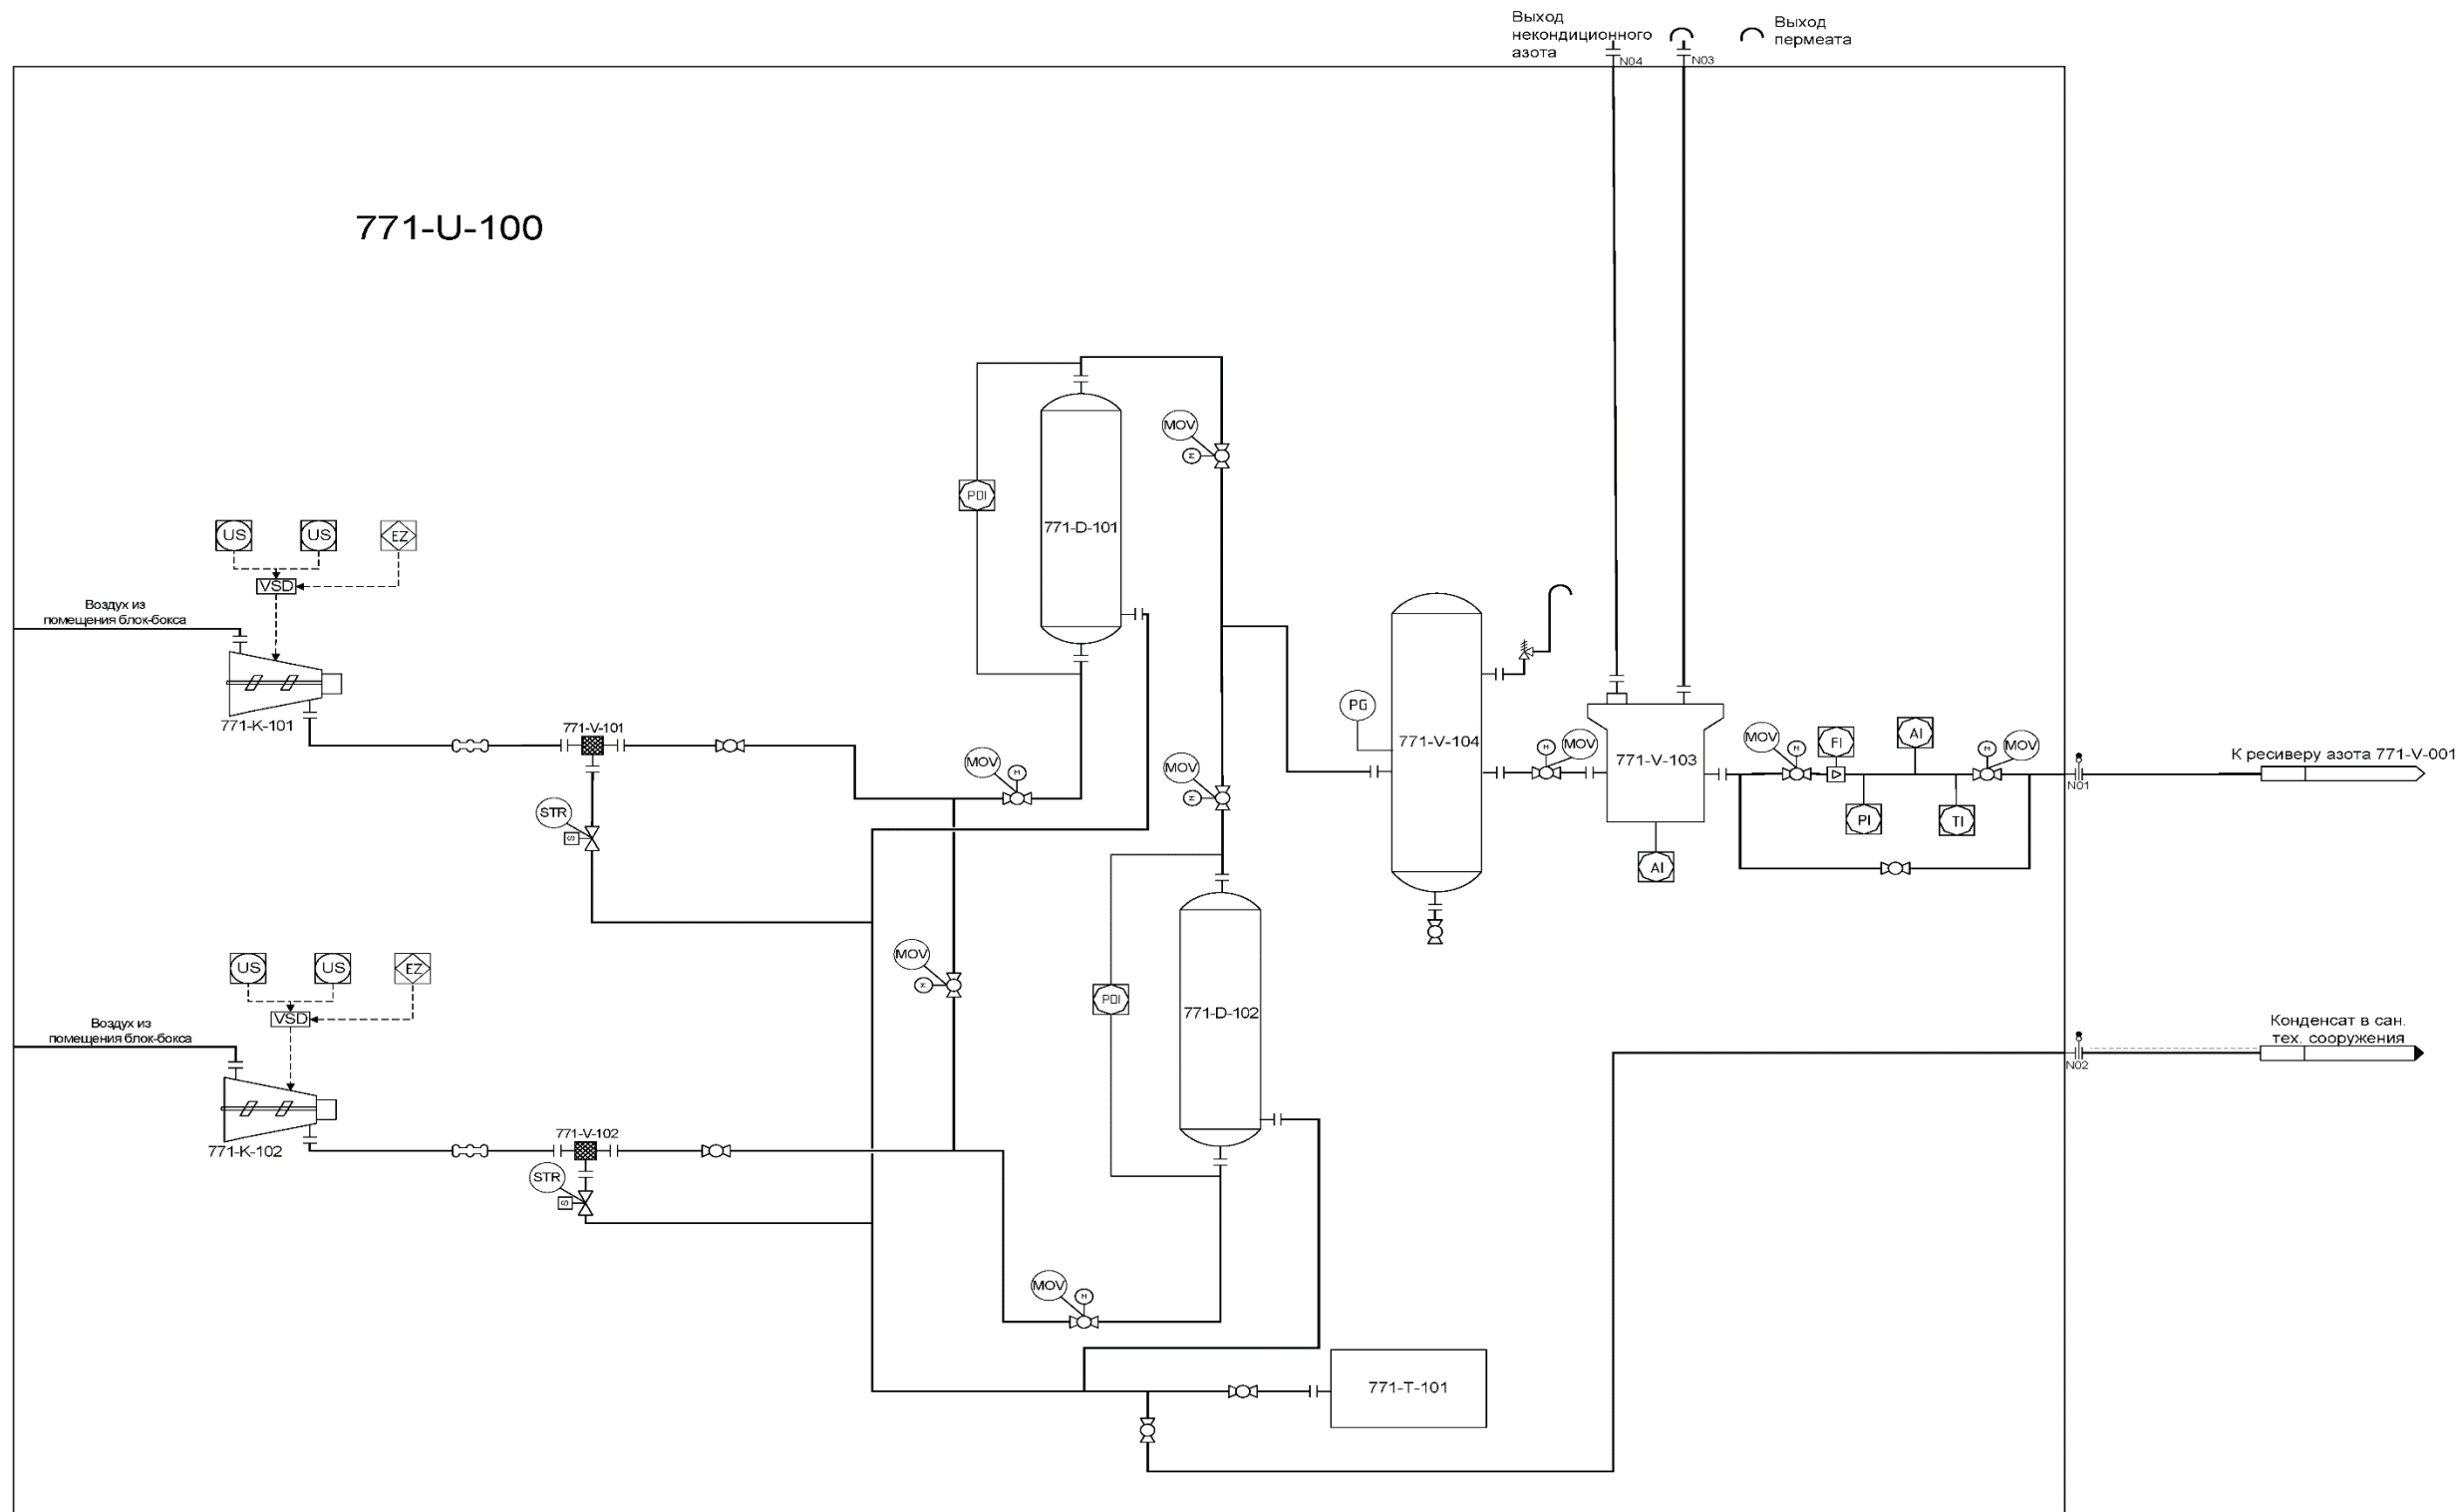 Выход
некондиционного
азота
N04
N03
Выход
пермеата
771-U-100
MOV
PDI
771-D-101
US
US
EZ
VSD
Воздух из
помещения блок-бокса
771-K-101
771-V-101
MOV
M
STR
S
MOV
M
M
PG
771-V-104
M
MOV
771-V-103
AI
MOV
M
FI
AI
M
MOV
PI
TI
N01
К ресиверу азота 771-V-001
US
US
EZ
VSD
Воздух из
помещения блок-бокса
771-K-102
771-V-102
STR
S
MOV
M
PDI
771-D-102
MOV
M
N02
Конденсат в сан.
тех. сооружения
771-T-101